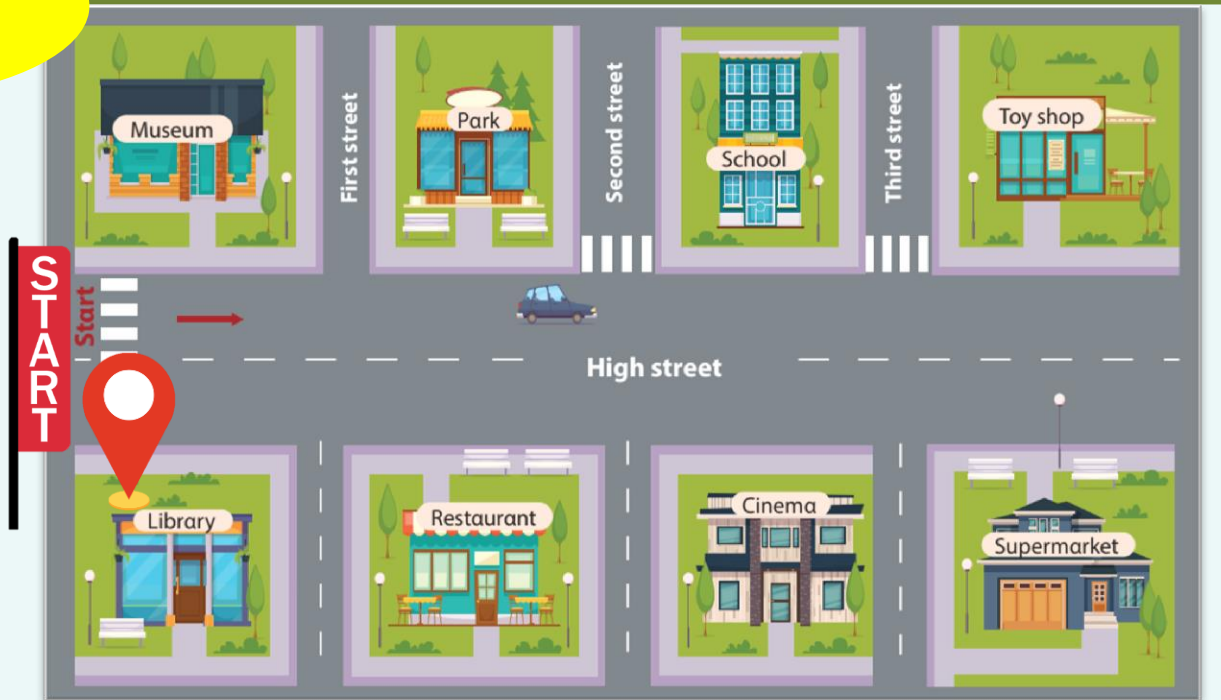 Museum
First street
Park
Second street
School
Third street
Toy shop
START
Start
High street
Library
Restaurant
Cinema
Supermarket